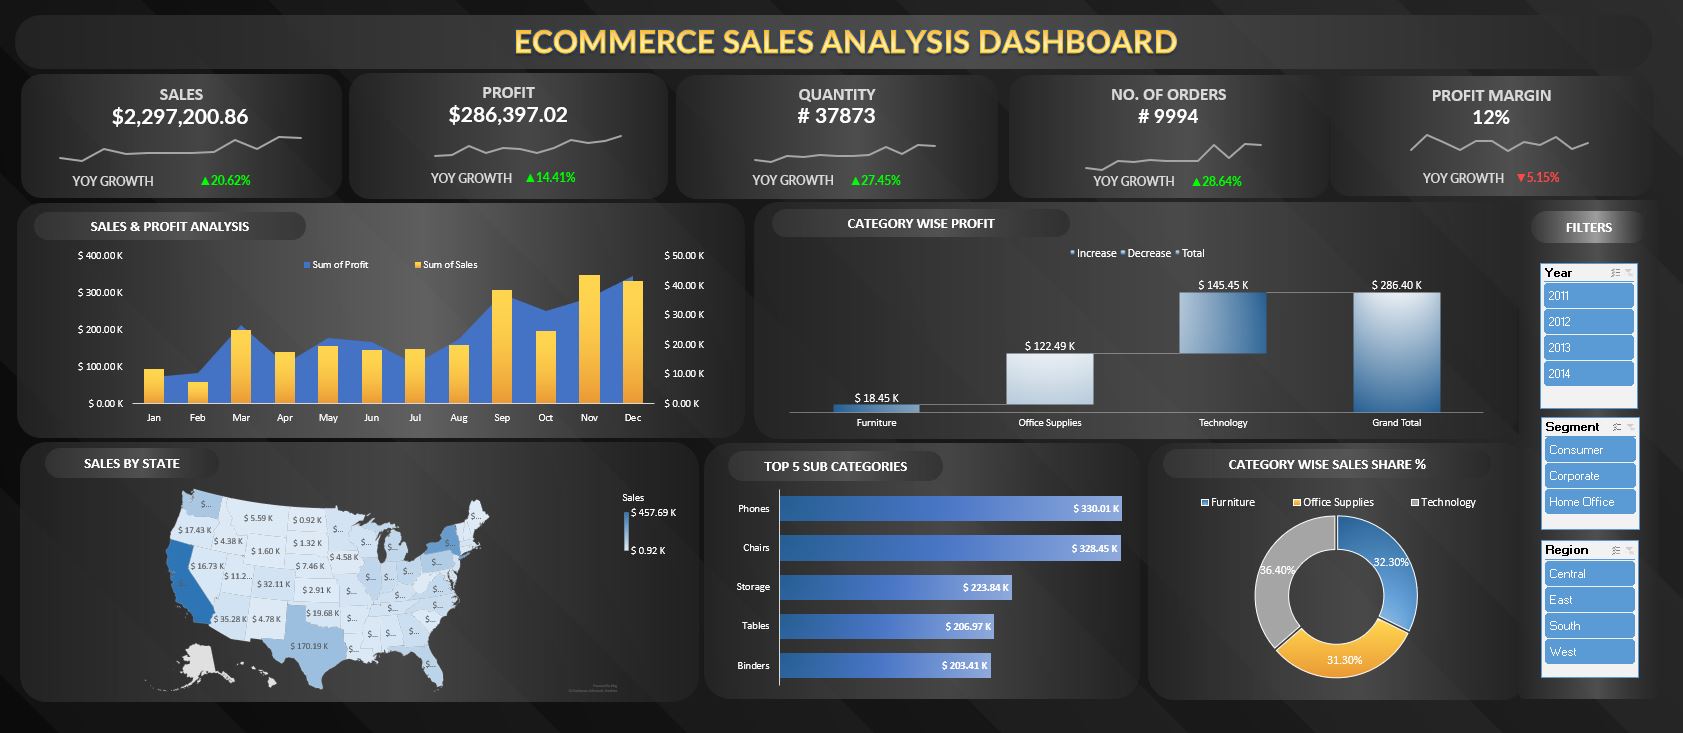 ECOMMERCE SALES ANALYSIS DASHBOARD
SALES
$2,297,200.86
YOY GROWTH ▲20.62%
PROFIT
$286,397.02
YOY GROWTH ▲14.41%
QUANTITY
# 37873
YOY GROWTH ▲27.45%
NO. OF ORDERS
# 9994
YOY GROWTH ▲28.64%
PROFIT MARGIN
12%
YOY GROWTH ▼5.15%
SALES & PROFIT ANALYSIS
Sum of Profit Sum of Sales
$ 400.00 K
$ 300.00 K
$ 200.00 K
$ 100.00 K
$ 0.00 K
$ 50.00 K
$ 40.00 K
$ 30.00 K
$ 20.00 K
$ 10.00 K
$ 0.00 K
Jan Feb Mar Apr May Jun Jul Aug Sep Oct Nov Dec
CATEGORY WISE PROFIT
Increase Decrease Total
$ 18.45 K
$ 122.49 K
$ 145.45 K
$ 286.40 K
Furniture Office Supplies Technology Grand Total
FILTERS
Year
2011
2012
2013
2014
Segment
Consumer
Corporate
Home Office
Region
Central
East
South
West
SALES BY STATE
Sales
$ 457.69 K
$ 0.92 K
$...
$...
$ 5.59 K
$ 0.92 K
$...
$ 17.43 K
$ 4.38 K
$ 1.60 K
$ 1.32 K
$...
$...
$...
$ 4.58 K
$...
$ 16.73 K
$ 11.2...
$ 32.11 K
$ 7.46 K
$...
$...
$...
$ 2.91 K
$...
$...
$...
$ 35.28 K
$ 4.78 K
$ 19.68 K
$...
$...
$...
$ 170.19 K
$...
$...
$...
$...
$...
TOP 5 SUB CATEGORIES
Phones $ 330.01 K
Chairs $ 328.45 K
Storage $ 223.84 K
Tables $ 206.97 K
Binders $ 203.41 K
CATEGORY WISE SALES SHARE %
Furniture Office Supplies Technology
36.40%
32.30%
31.30%